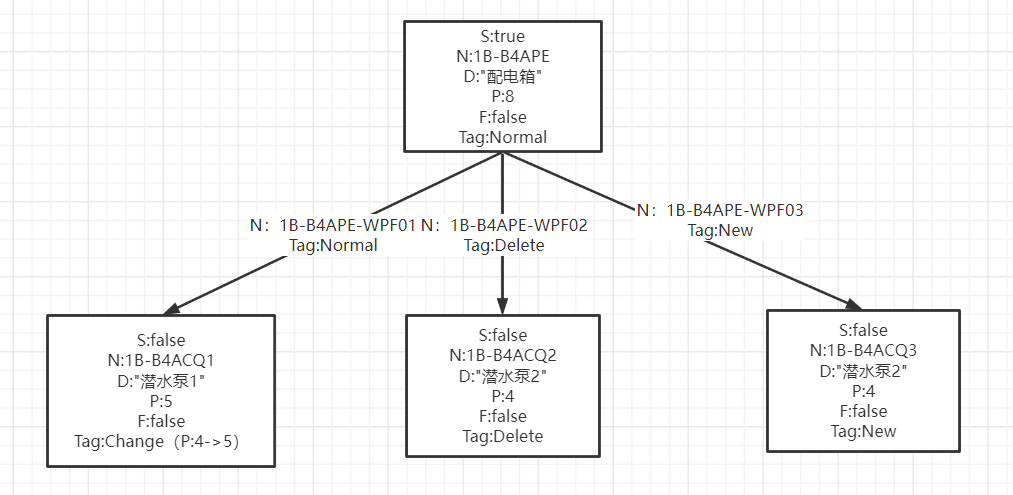 S:true
N:1B-B4APE
D:"配电箱"
P:8
F:false
Tag:Normal
N：1B-B4APE-WPF01
Tag:Normal
N：1B-B4APE-WPF02
Tag:Delete
N：1B-B4APE-WPF03
Tag:New
S:false
N:1B-B4ACQ1
D:"潜水泵1"
P:5
F:false
Tag:Change（P:4->5）
S:false
N:1B-B4ACQ2
D:"潜水泵2"
P:4
F:false
Tag:Delete
S:false
N:1B-B4ACQ3
D:"潜水泵2"
P:4
F:false
Tag:New